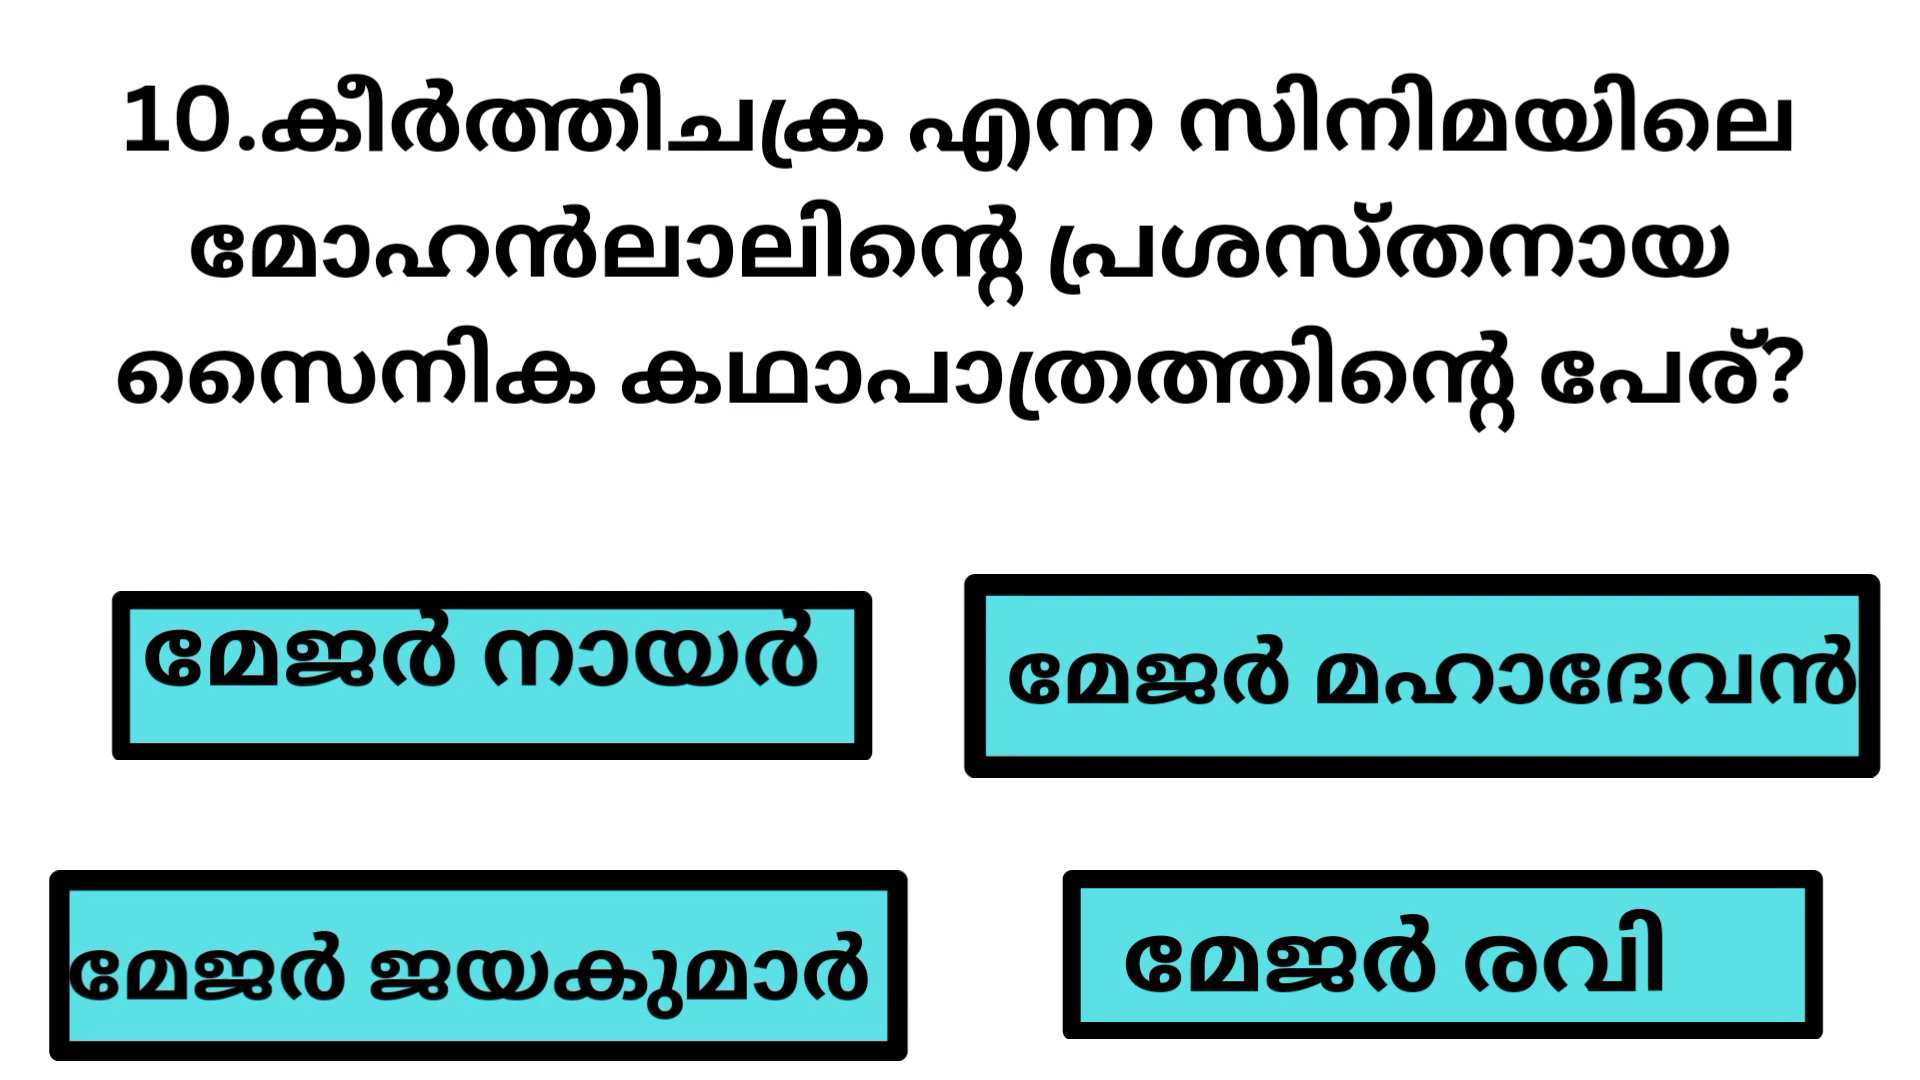 10.കീർത്തിചക്ര എന്ന സിനിമയിലെ
മോഹൻലാലിന്റെ പ്രശസ്തനായ
സൈനിക കഥാപാത്രത്തിന്റെ പേര്?
മേജർ നായർ
മേജർ മഹാദേവൻ
മേജർ ജയകുമാർ
മേജർ രവി